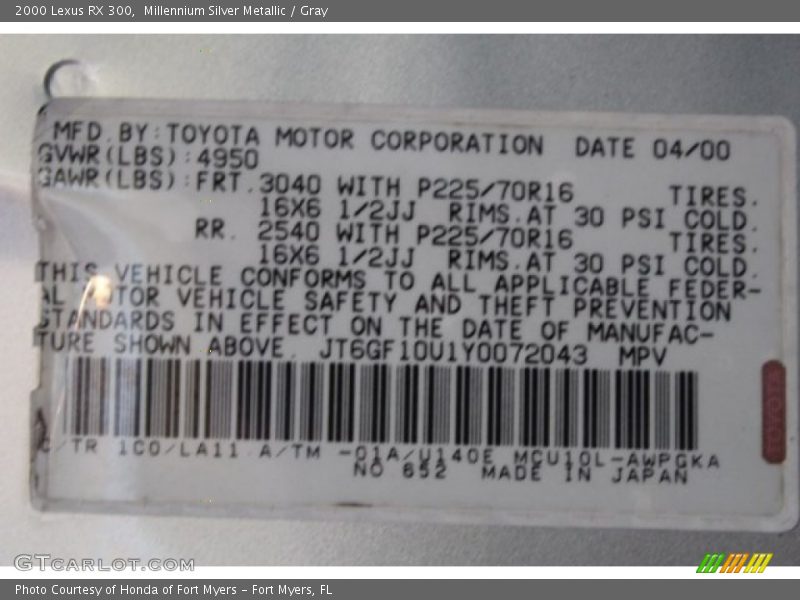 2000 Lexus RX 300, Millennium Silver Metallic / Gray
MFD.BY:TOYOTA MOTOR CORPORATION DATE 04/00
GVWR(LBS):4950
GAWR(LBS):FRT.3040 WITH P225/70R16 TIRES.
16X6 1/2JJ RIMS.AT 30 PSI COLD.
RR. 2540 WITH P225/70R16 TIRES.
16X6 1/2JJ RIMS.AT 30 PSI COLD.
THIS VEHICLE CONFORMS TO ALL APPLICABLE FEDER-
AL MOTOR VEHICLE SAFETY AND THEFT PREVENTION
STANDARDS IN EFFECT ON THE DATE OF MANUFAC-
TURE SHOWN ABOVE. JT6GF10U1Y0072043 MPV
C/TR 1C0/LA11 A/TM -01A/U140E MCU10L-AWPGKA
NO 652 MADE IN JAPAN
TOYOTA
GTcarlot.com
Photo Courtesy of Honda of Fort Myers - Fort Myers, FL